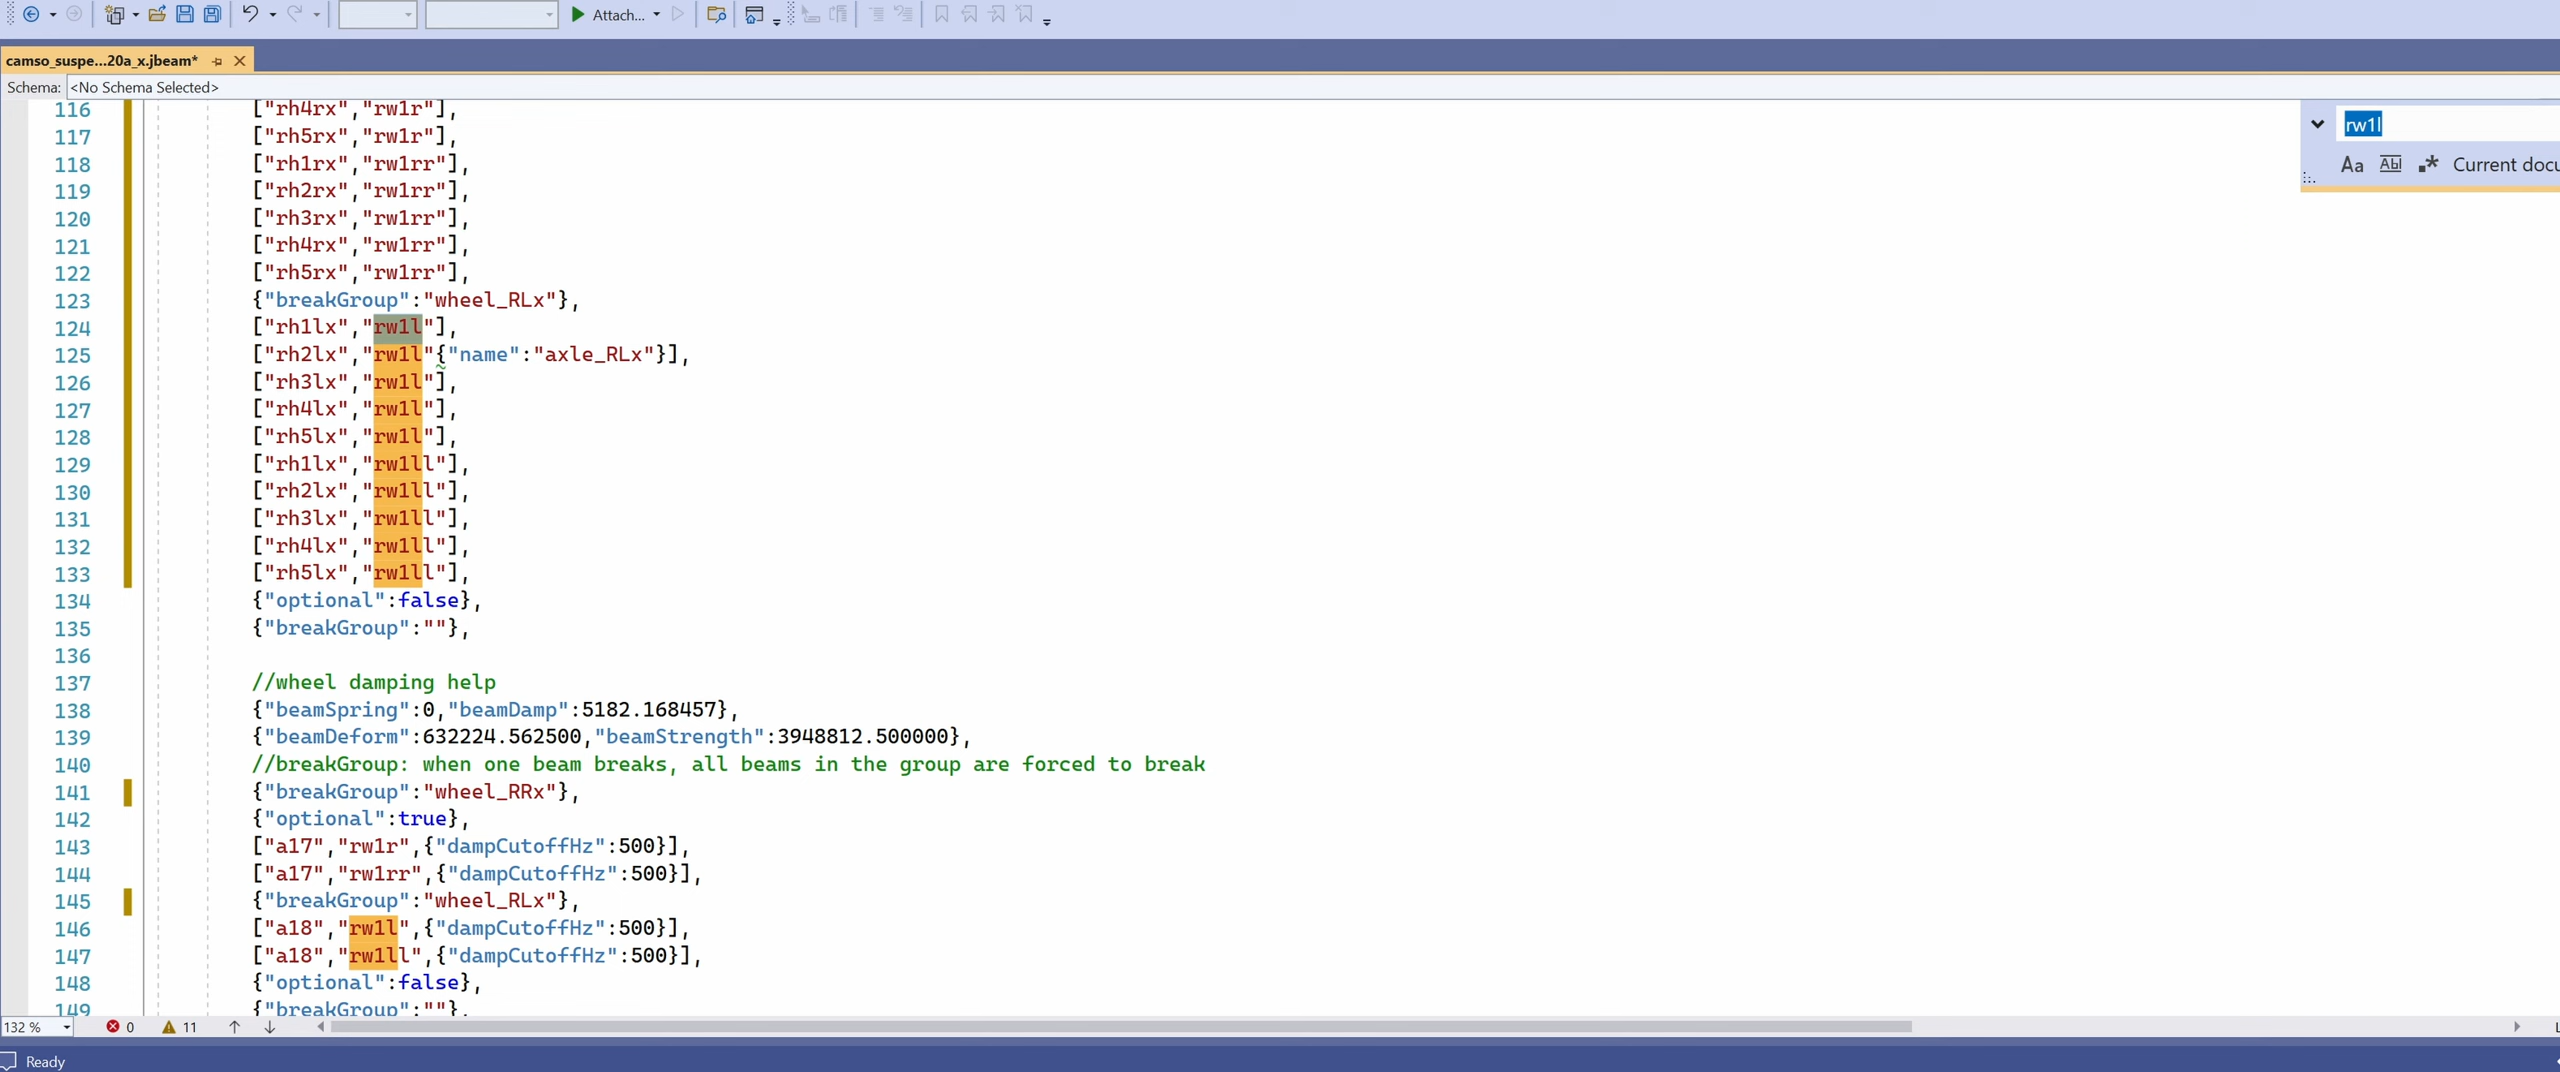 Attach...
camso_suspe...20a_x.jbeam*
Schema: <No Schema Selected>
116 ["rh4rx","rw1r"],
117 ["rh5rx","rw1r"],
118 ["rh1rx","rw1rr"],
119 ["rh2rx","rw1rr"],
120 ["rh3rx","rw1rr"],
121 ["rh4rx","rw1rr"],
122 ["rh5rx","rw1rr"],
123 {"breakGroup":"wheel_RLx"},
124 ["rh1lx","rw1l"],
125 ["rh2lx","rw1l"{"name":"axle_RLx"}],
126 ["rh3lx","rw1l"],
127 ["rh4lx","rw1l"],
128 ["rh5lx","rw1l"],
129 ["rh1lx","rw1ll"],
130 ["rh2lx","rw1ll"],
131 ["rh3lx","rw1ll"],
132 ["rh4lx","rw1ll"],
133 ["rh5lx","rw1ll"],
134 {"optional":false},
135 {"breakGroup":""},
136
137 //wheel damping help
138 {"beamSpring":0,"beamDamp":5182.168457},
139 {"beamDeform":632224.562500,"beamStrength":3948812.500000},
140 //breakGroup: when one beam breaks, all beams in the group are forced to break
141 {"breakGroup":"wheel_RRx"},
142 {"optional":true},
143 ["a17","rw1r",{"dampCutoffHz":500}],
144 ["a17","rw1rr",{"dampCutoffHz":500}],
145 {"breakGroup":"wheel_RLx"},
146 ["a18","rw1l",{"dampCutoffHz":500}],
147 ["a18","rw1ll",{"dampCutoffHz":500}],
148 {"optional":false},
149 {"breakGroup":""},
rw1l
Aa Abl .* Current docu
132 % 0 11
Ready